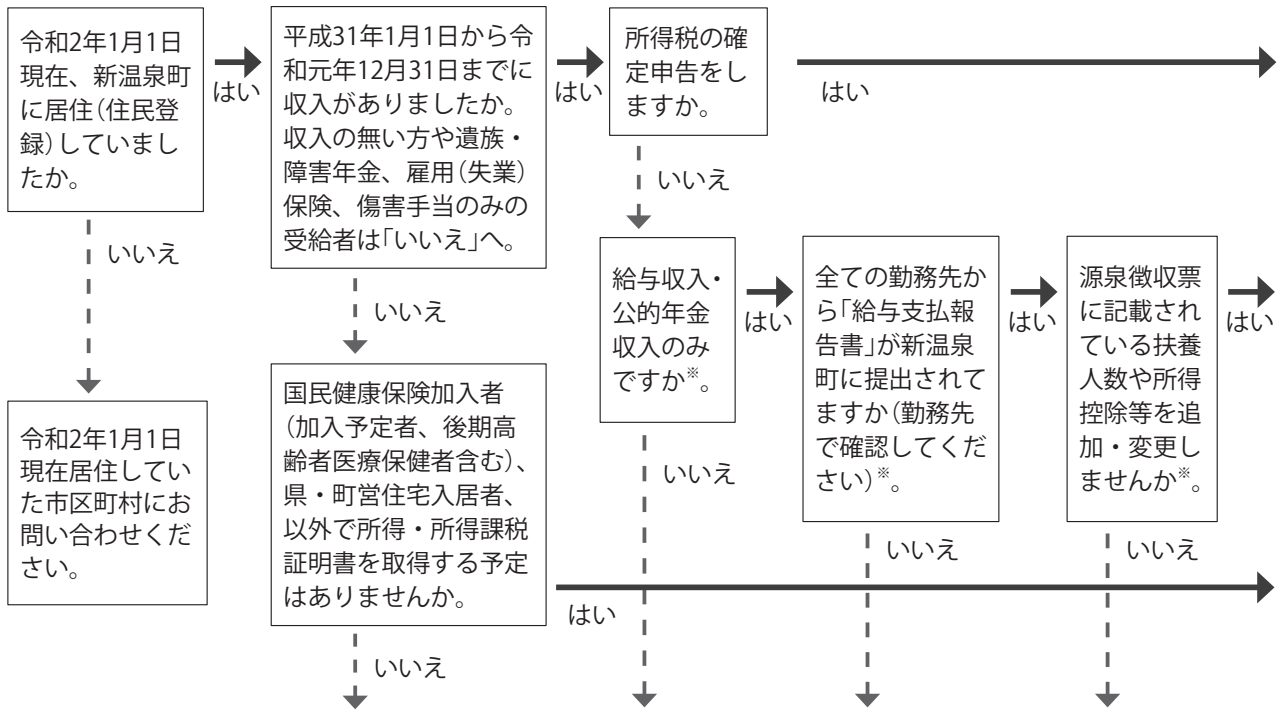 令和2年1月1日
現在、新温泉町
に居住（住民登
録）していまし
たか。
はい
いいえ
令和2年1月1日
現在居住してい
た市区町村にお
問い合わせくだ
さい。
平成31年1月1日から令
和元年12月31日までに
収入がありましたか。
収入の無い方や遺族・
障害年金、雇用（失業）
保険、傷害手当のみの
受給者は「いいえ」へ。
はい
いいえ
国民健康保険加入者
（加入予定者、後期高
齢者医療保健者含む）、
県・町営住宅入居者、
以外で所得・所得課税
証明書を取得する予定
はありませんか。
はい
いいえ
所得税の確
定申告をし
ますか。
はい
いいえ
給与収入・
公的年金
収入のみ
ですか※。
はい
いいえ
全ての勤務先か
ら「給与支払報
告書」が新温泉
町に提出されて
ますか（勤務先
で確認してくだ
さい）※。
はい
いいえ
源泉徴収票
に記載され
ている扶養
人数や所得
控除等を追
加・変更し
ませんか※。
はい
いいえ